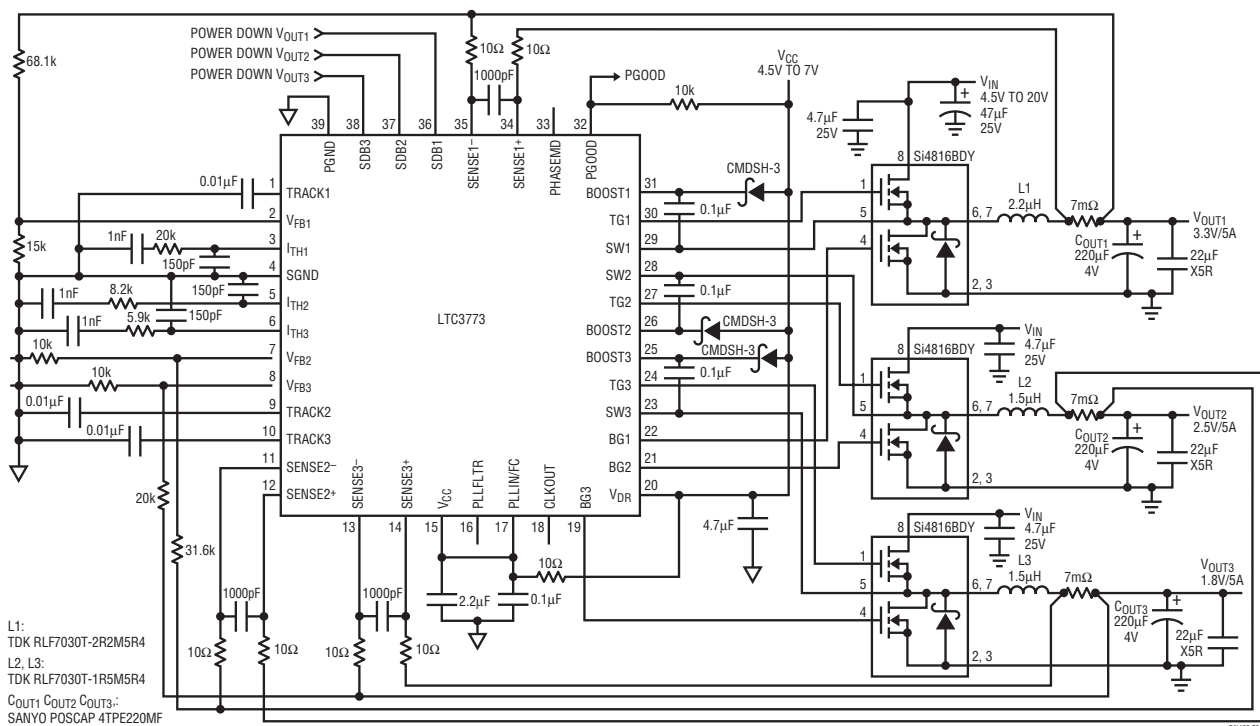 POWER DOWN VOUT1
POWER DOWN VOUT2
POWER DOWN VOUT3
68.1k
10Ω
10Ω
1000pF
PGOOD
10k
VCC
4.5V TO 7V
VIN
4.5V TO 20V
47µF
25V
4.7µF
25V
39
38
37
36
35
34
33
32
PGND
SDB3
SDB2
SDB1
SENSE1–
SENSE1+
PHASEMD
PGOOD
0.01µF
1
TRACK1
2
VFB1
15k
1nF
20k
3
ITH1
150pF
4
SGND
150pF
1nF
8.2k
5
ITH2
150pF
1nF
5.9k
6
ITH3
10k
7
VFB2
10k
8
VFB3
0.01µF
9
TRACK2
0.01µF
10
TRACK3
11
SENSE2–
12
SENSE2+
LTC3773
BOOST1
31
CMDSH-3
0.1µF
TG1
30
SW1
29
SW2
28
0.1µF
TG2
27
BOOST2
26
CMDSH-3
BOOST3
25
CMDSH-3
0.1µF
TG3
24
SW3
23
BG1
22
BG2
21
VDR
20
4.7µF
SENSE3–
SENSE3+
VCC
PLLFLTR
PLLIN/FC
CLKOUT
BG3
13
14
15
16
17
18
19
20k
31.6k
1000pF
10Ω
10Ω
1000pF
10Ω
10Ω
2.2µF
0.1µF
10Ω
8
Si4816BDY
1
5
4
6, 7
2, 3
L1
2.2µH
7mΩ
VOUT1
3.3V/5A
COUT1
220µF
4V
22µF
X5R
VIN
4.7µF
25V
8
Si4816BDY
1
5
4
6, 7
2, 3
L2
1.5µH
7mΩ
VOUT2
2.5V/5A
COUT2
220µF
4V
22µF
X5R
VIN
4.7µF
25V
8
Si4816BDY
1
5
4
6, 7
2, 3
L3
1.5µH
7mΩ
VOUT3
1.8V/5A
COUT3
220µF
4V
22µF
X5R
L1:
TDK RLF7030T-2R2M5R4
L2, L3:
TDK RLF7030T-1R5M5R4
COUT1 COUT2 COUT3,:
SANYO POSCAP 4TPE220MF